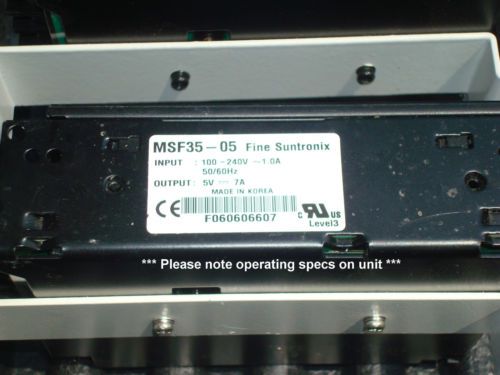 MSF35-05 Fine Suntronix
INPUT : 100-240V ~1.0A
50/60Hz
OUTPUT: 5V ⎓ 7A
MADE IN KOREA
CE
F060606607
c UR US
Level3
*** Please note operating specs on unit ***